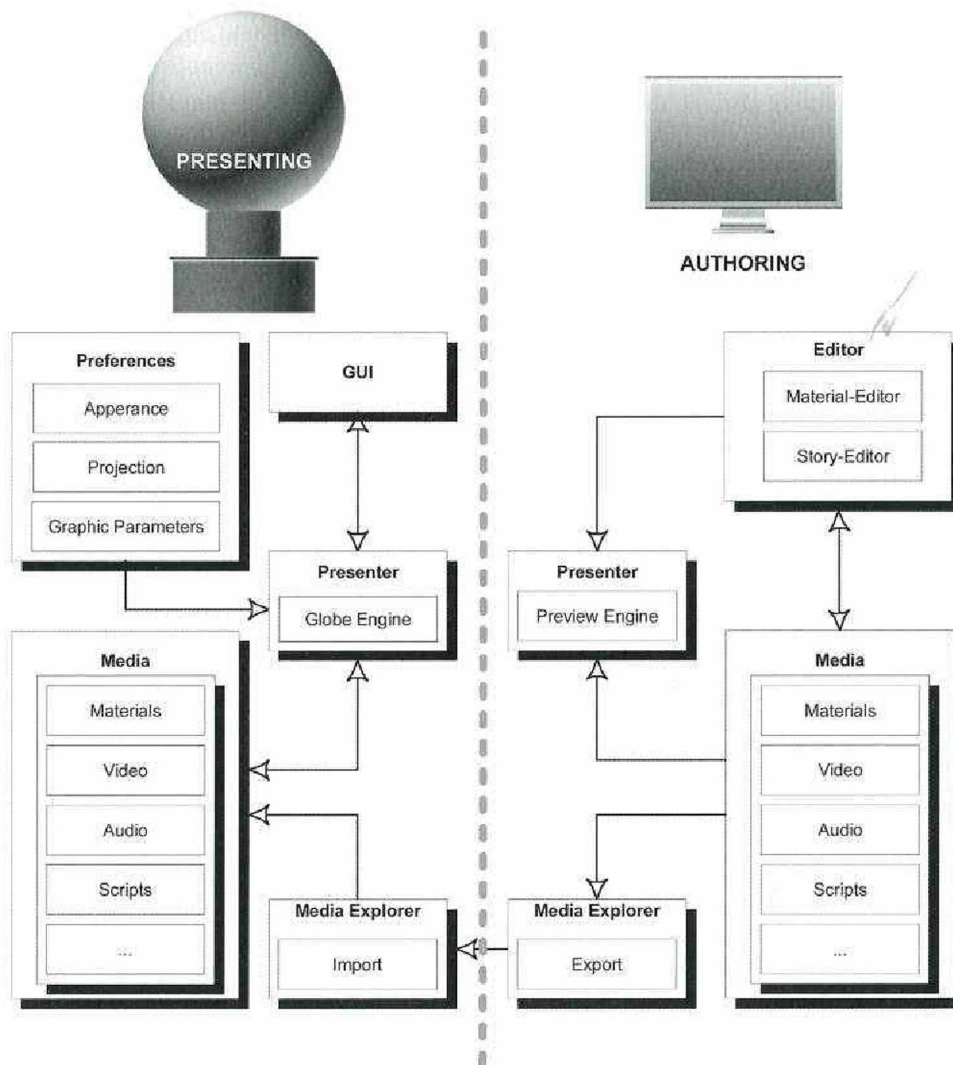 PRESENTING
AUTHORING
Preferences
Apperance
Projection
Graphic Parameters
GUI
Presenter
Globe Engine
Media
Materials
Video
Audio
Scripts
...
Media Explorer
Import
Editor
Material-Editor
Story-Editor
Presenter
Preview Engine
Media
Materials
Video
Audio
Scripts
...
Media Explorer
Export